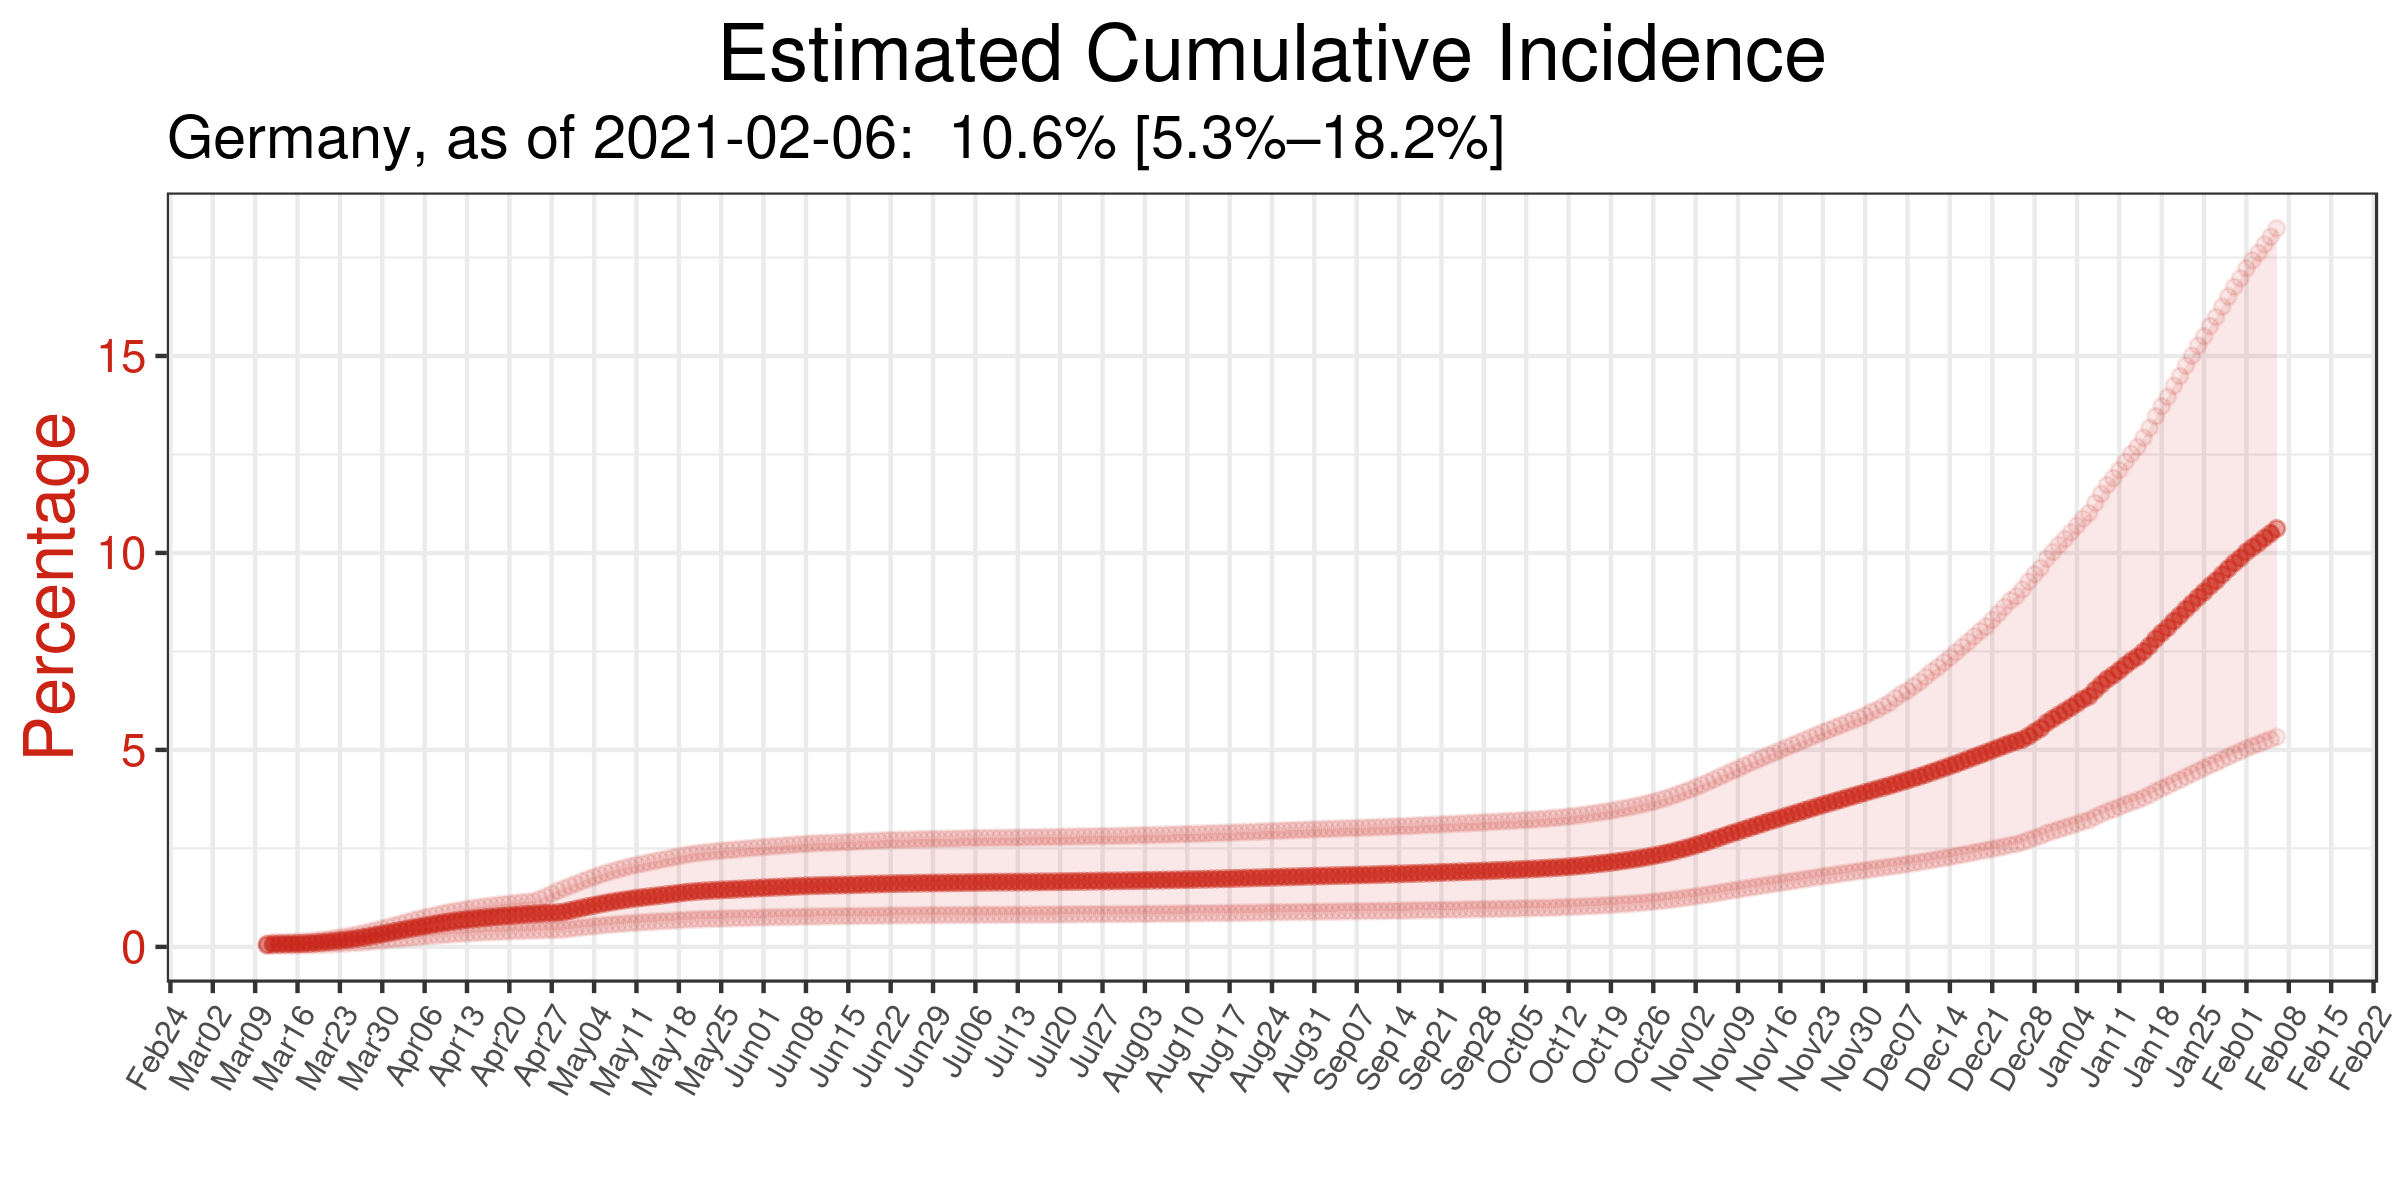 Estimated Cumulative Incidence
Germany, as of 2021-02-06:  10.6% [5.3%–18.2%]
Percentage
15
10
5
0
Feb24
Mar02
Mar09
Mar16
Mar23
Mar30
Apr06
Apr13
Apr20
Apr27
May04
May11
May18
May25
Jun01
Jun08
Jun15
Jun22
Jun29
Jul06
Jul13
Jul20
Jul27
Aug03
Aug10
Aug17
Aug24
Aug31
Sep07
Sep14
Sep21
Sep28
Oct05
Oct12
Oct19
Oct26
Nov02
Nov09
Nov16
Nov23
Nov30
Dec07
Dec14
Dec21
Dec28
Jan04
Jan11
Jan18
Jan25
Feb01
Feb08
Feb15
Feb22